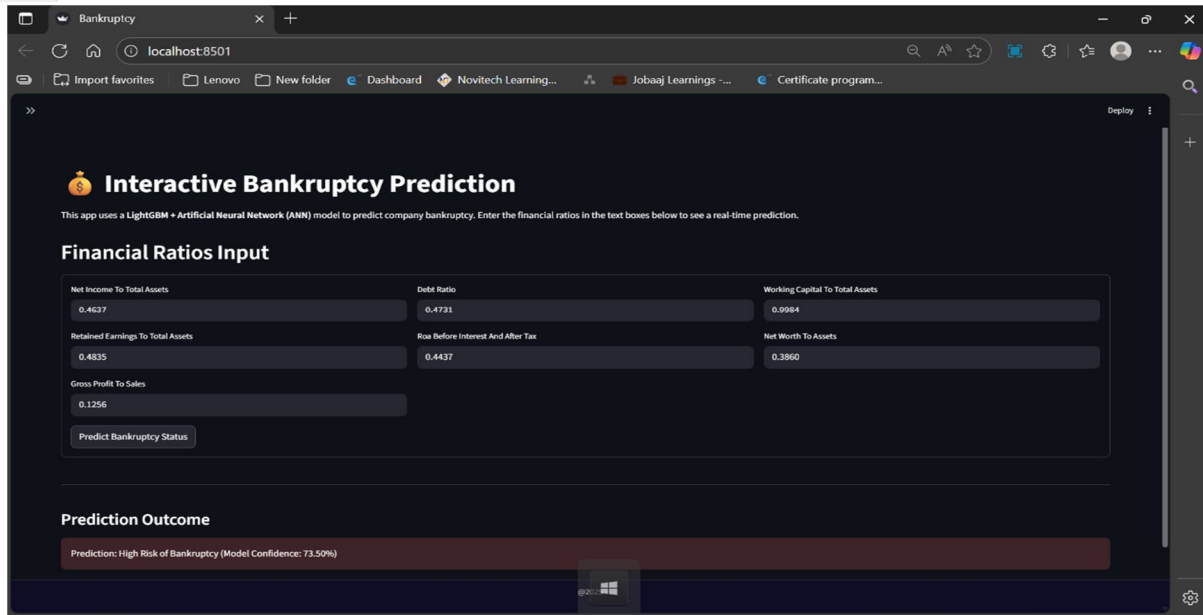 Bankruptcy
localhost:8501
Import favorites Lenovo New folder Dashboard Novitech Learning... Jobaaj Learnings -... Certificate program...
Deploy
Interactive Bankruptcy Prediction
This app uses a LightGBM + Artificial Neural Network (ANN) model to predict company bankruptcy. Enter the financial ratios in the text boxes below to see a real-time prediction.
Financial Ratios Input
Net Income To Total Assets Debt Ratio Working Capital To Total Assets
0.4637 0.4731 0.9984
Retained Earnings To Total Assets Roa Before Interest And After Tax Net Worth To Assets
0.4835 0.4437 0.3860
Gross Profit To Sales
0.1256
Predict Bankruptcy Status
Prediction Outcome
Prediction: High Risk of Bankruptcy (Model Confidence: 73.50%)